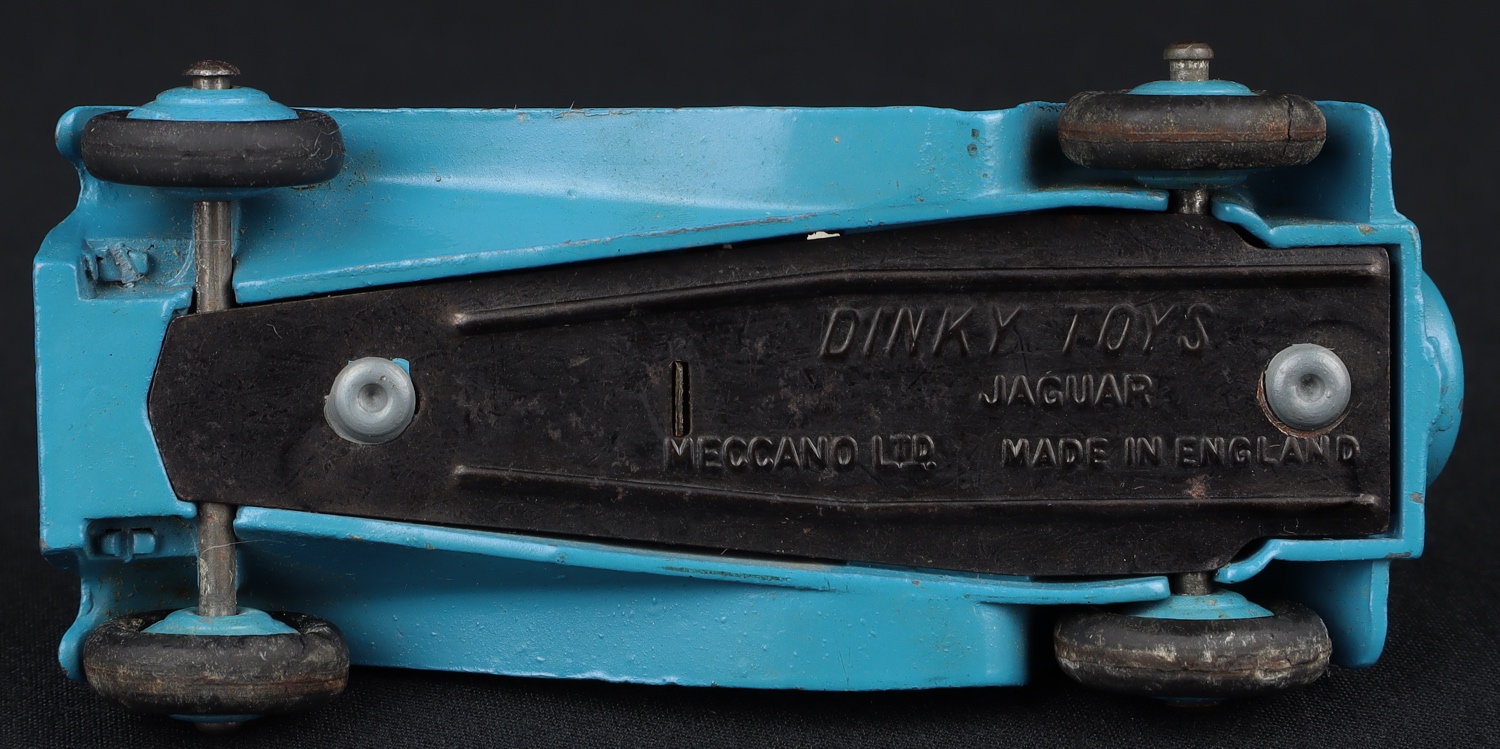 DINKY TOYS
JAGUAR
MECCANO LTD. MADE IN ENGLAND